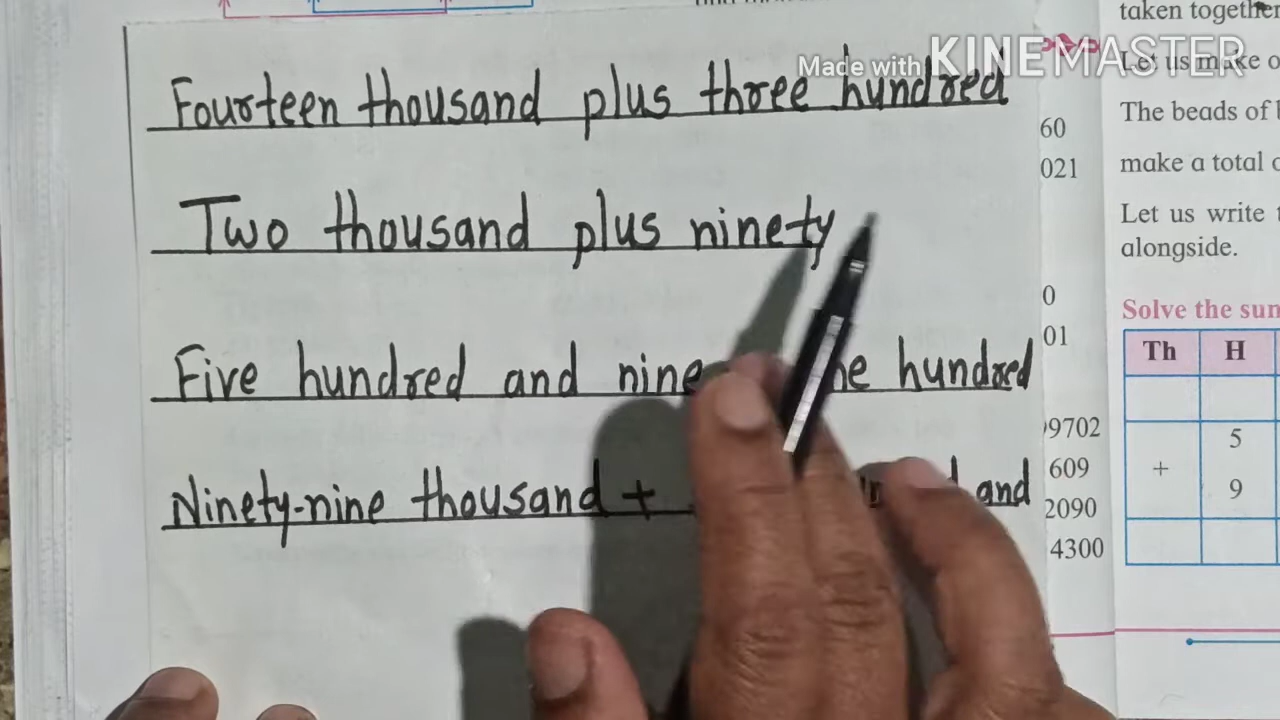 Made with KINEMASTER
taken together
Let us make o
Fourteen thousand plus three hundred
The beads of
60
make a total
021
Two thousand plus ninety
Let us write
alongside.
0
Solve the sum
01
Th H
Five hundred and nine hundred
9702
5
609
+
Ninety-nine thousand + and
9
2090
4300